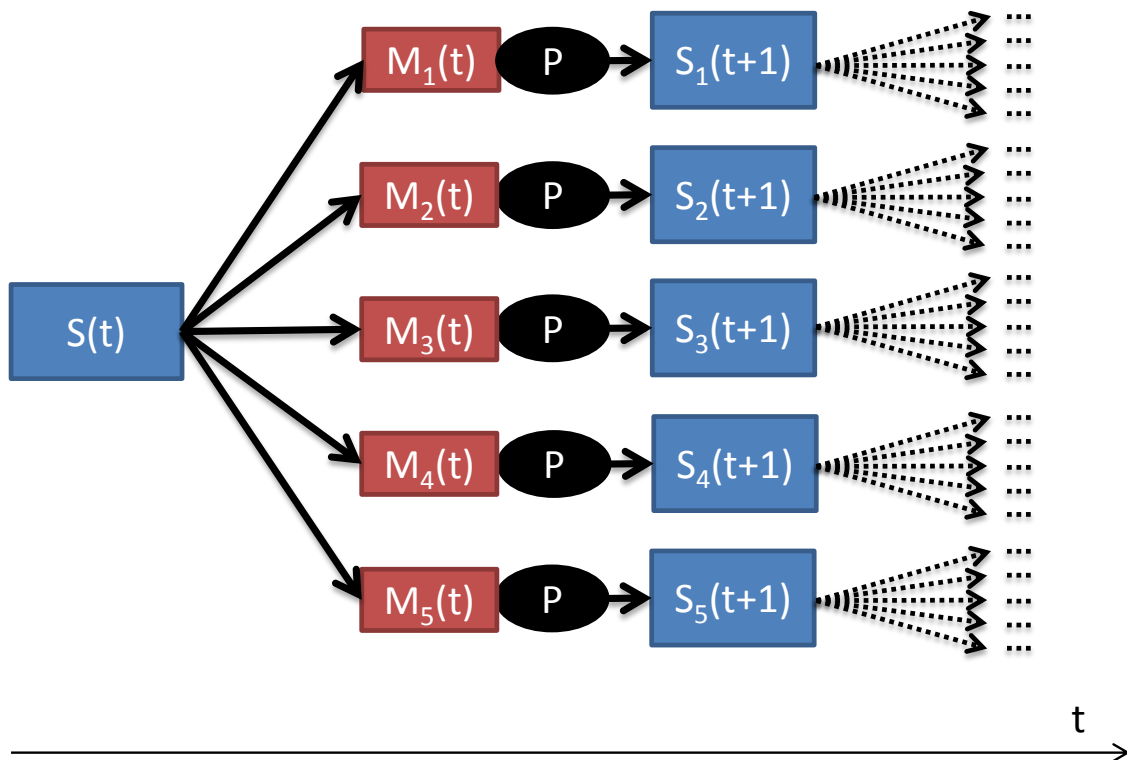 M₁(t) P S₁(t+1) ... ... ... ... ...
M₂(t) P S₂(t+1) ... ... ... ... ...
S(t)
M₃(t) P S₃(t+1) ... ... ... ... ...
M₄(t) P S₄(t+1) ... ... ... ... ...
M₅(t) P S₅(t+1) ... ... ... ... ...
t